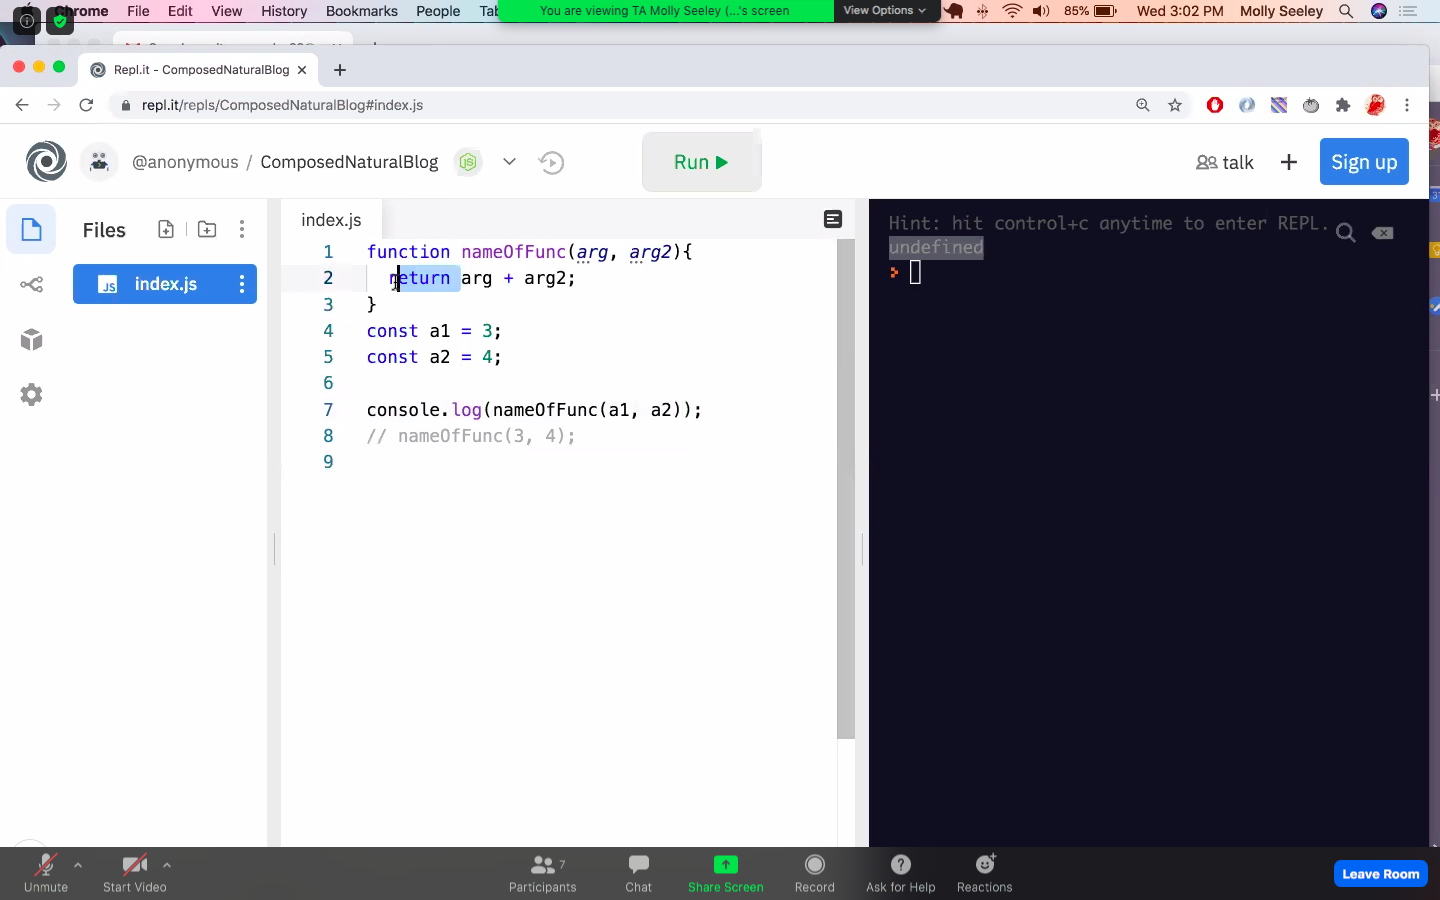 Chrome File Edit View History Bookmarks People Tab
You are viewing TA Molly Seeley (...'s screen
View Options
85% Wed 3:02 PM Molly Seeley
Repl.it - ComposedNaturalBlog
repl.it/repls/ComposedNaturalBlog#index.js
@anonymous / ComposedNaturalBlog
Run
talk
Sign up
Files
index.js
index.js
1 function nameOfFunc(arg, arg2){
2 return arg + arg2;
3 }
4 const a1 = 3;
5 const a2 = 4;
6
7 console.log(nameOfFunc(a1, a2));
8 // nameOfFunc(3, 4);
9
Hint: hit control+c anytime to enter REPL.
undefined
Unmute
Start Video
Participants 7
Chat
Share Screen
Record
Ask for Help
Reactions
Leave Room